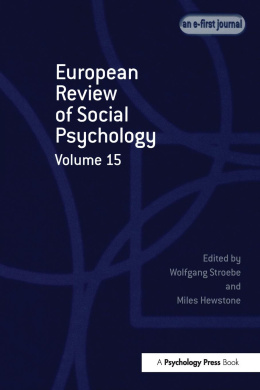 an e-first journal
European
Review
of Social
Psychology
Volume 15
Edited by
Wolfgang Stroebe
and
Miles Hewstone
A Psychology Press Book